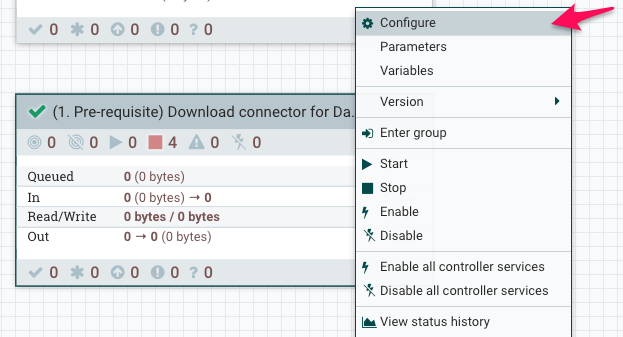 0 0 0 0 ? 0
(1. Pre-requisite) Download connector for Da...
0 0 0 4 0 0
Queued 0 (0 bytes)
In 0 (0 bytes) → 0
Read/Write 0 bytes / 0 bytes
Out 0 → 0 (0 bytes)
0 0 0 0 ? 0
Configure
Parameters
Variables
Version
Enter group
Start
Stop
Enable
Disable
Enable all controller services
Disable all controller services
View status history